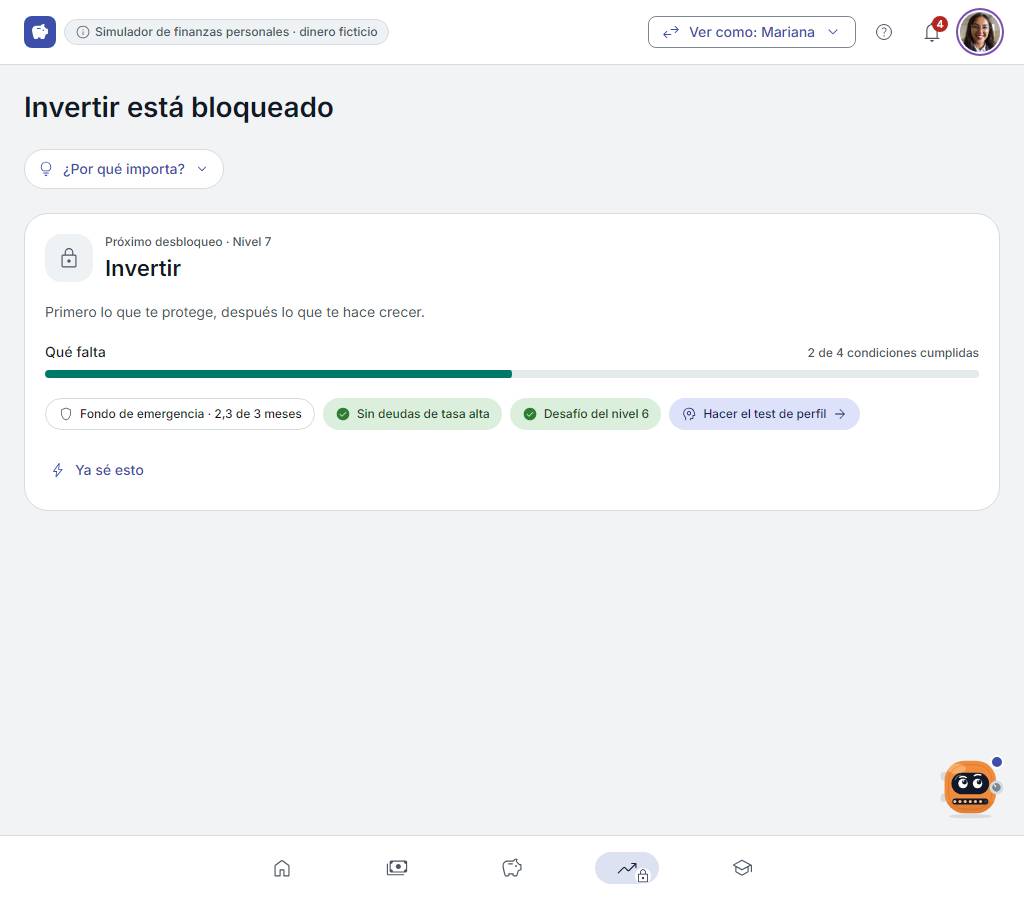 Simulador de finanzas personales · dinero ficticio
Ver como: Mariana
4
Invertir está bloqueado
¿Por qué importa?
Próximo desbloqueo · Nivel 7
Invertir
Primero lo que te protege, después lo que te hace crecer.
Qué falta
2 de 4 condiciones cumplidas
Fondo de emergencia · 2,3 de 3 meses
Sin deudas de tasa alta
Desafío del nivel 6
Hacer el test de perfil
Ya sé esto